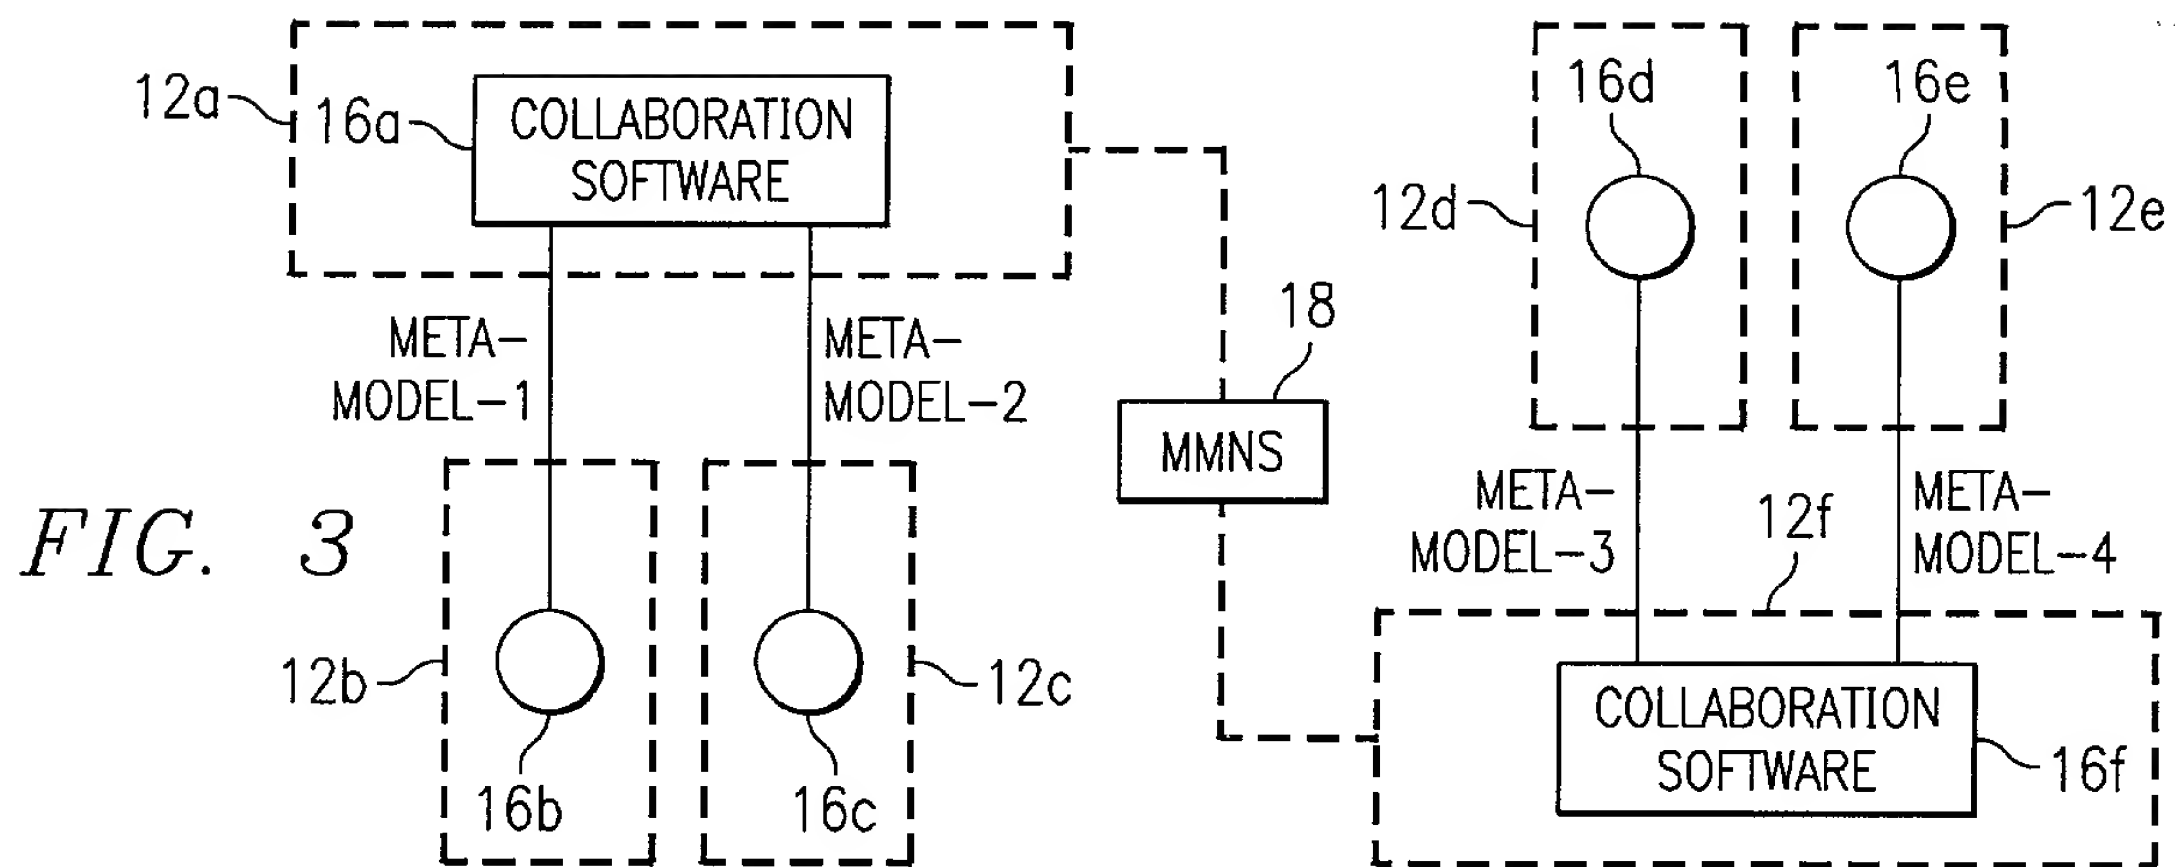 12a
16a
COLLABORATION
SOFTWARE
META-
MODEL-1
META-
MODEL-2
12b
12c
16b
16c
FIG. 3
18
MMNS
16d
16e
12d
12e
META-
MODEL-3
12f
META-
MODEL-4
COLLABORATION
SOFTWARE
16f